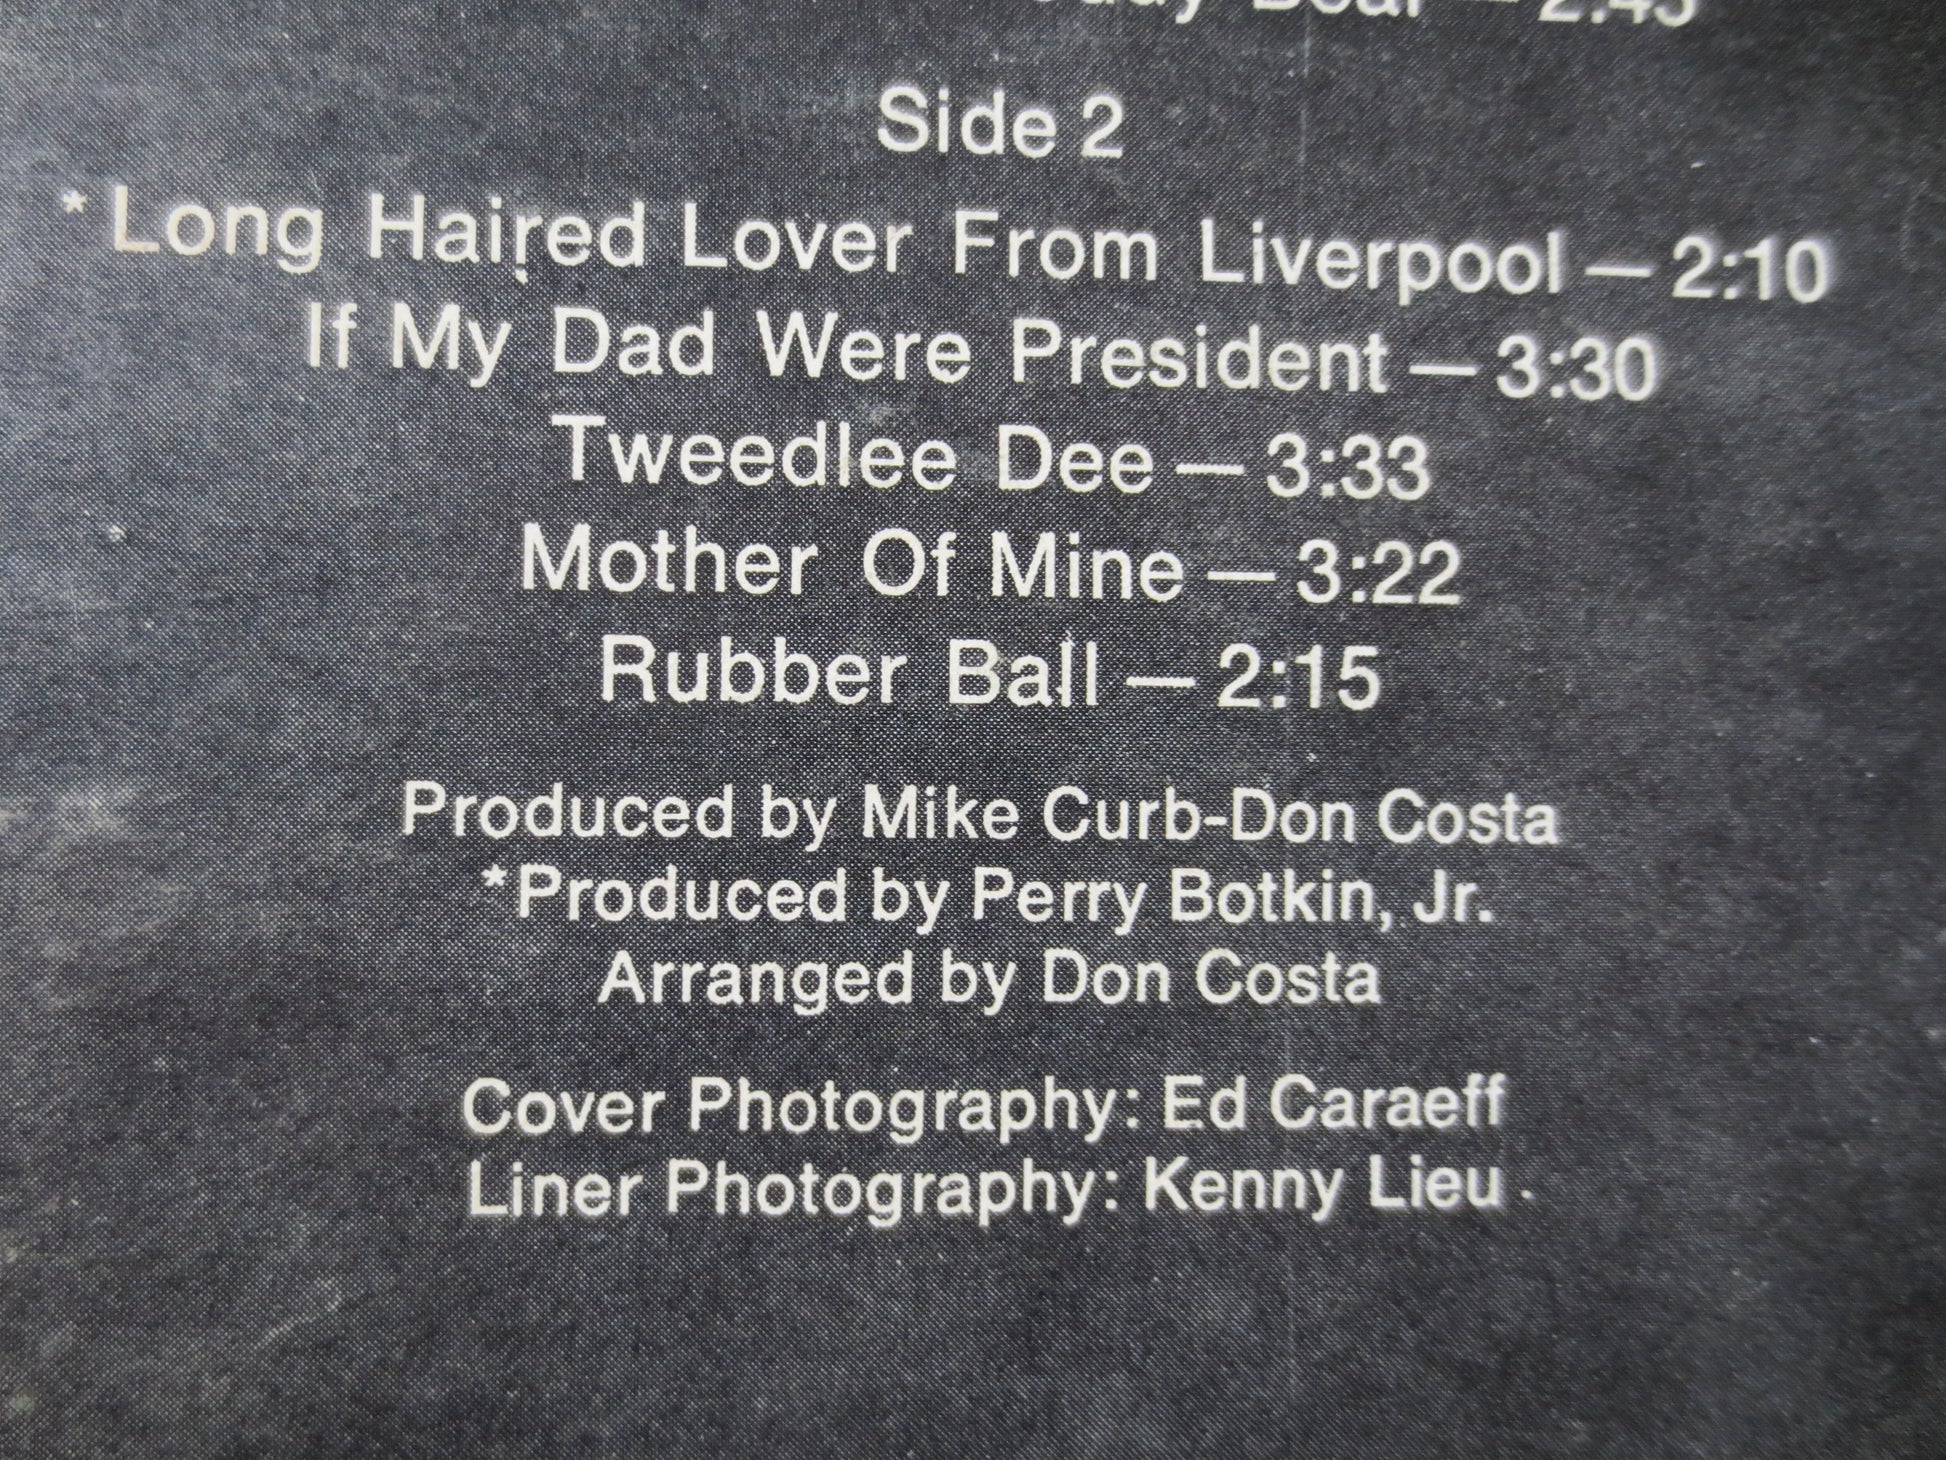 Side 2
*Long Haired Lover From Liverpool — 2:10
If My Dad Were President — 3:30
Tweedlee Dee — 3:33
Mother Of Mine — 3:22
Rubber Ball — 2:15
Produced by Mike Curb-Don Costa
*Produced by Perry Botkin, Jr.
Arranged by Don Costa
Cover Photography: Ed Caraeff
Liner Photography: Kenny Lieu